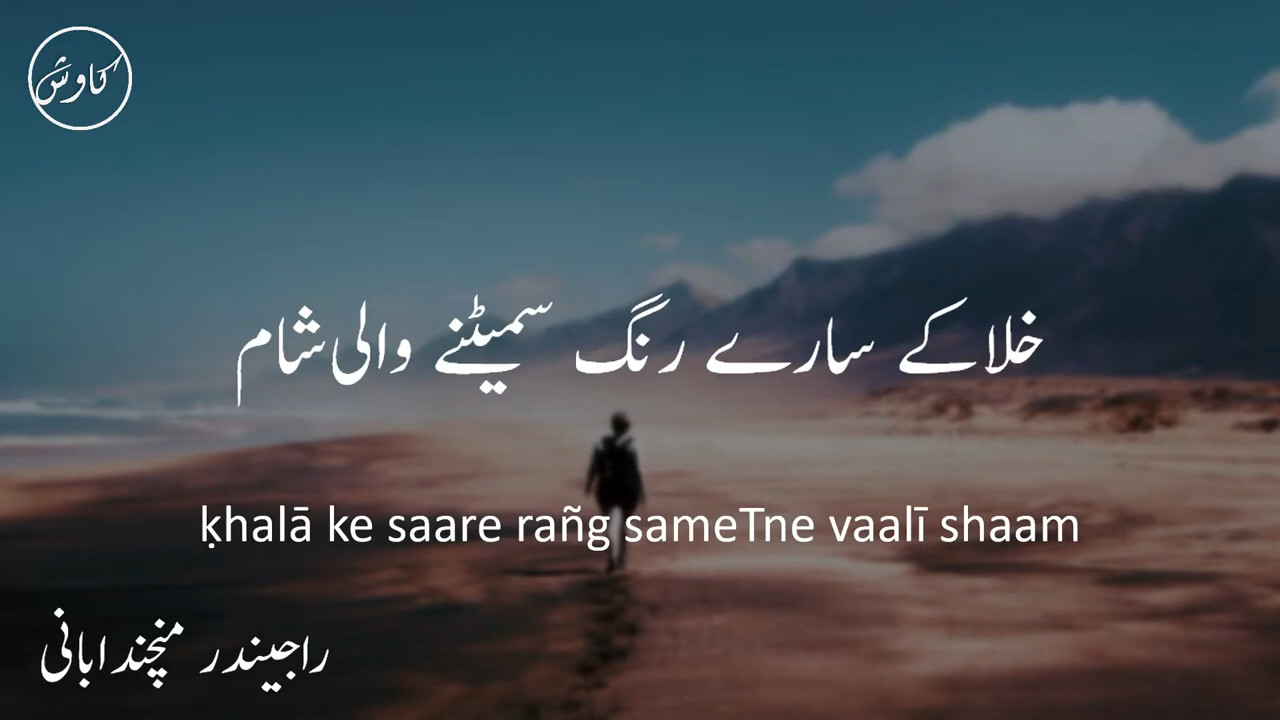 کاوش
خلا کے سارے رنگ سمیٹنے والی شام
ḳhalā ke saare rañg sameTne vaalī shaam
راجیندر منچندا بانی